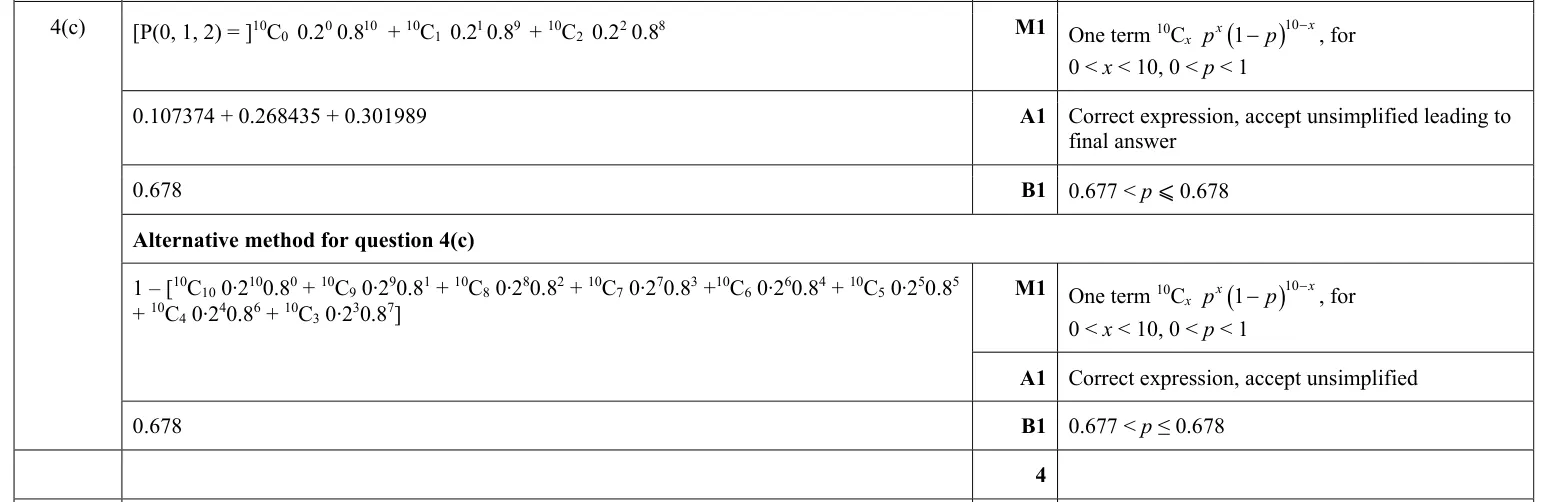 4(c)
[P(0, 1, 2) = ]¹⁰C₀ 0.2⁰ 0.8¹⁰ + ¹⁰C₁ 0.2¹ 0.8⁹ + ¹⁰C₂ 0.2² 0.8⁸
M1
One term ¹⁰Cₓ pˣ(1 – p)¹⁰⁻ˣ, for
0 < x < 10, 0 < p < 1
0.107374 + 0.268435 + 0.301989
A1
Correct expression, accept unsimplified leading to
final answer
0.678
B1
0.677 < p ⩽ 0.678
Alternative method for question 4(c)
1 – [¹⁰C₁₀ 0·2¹⁰0.8⁰ + ¹⁰C₉ 0·2⁹0.8¹ + ¹⁰C₈ 0·2⁸0.8² + ¹⁰C₇ 0·2⁷0.8³ +¹⁰C₆ 0·2⁶0.8⁴ + ¹⁰C₅ 0·2⁵0.8⁵
+ ¹⁰C₄ 0·2⁴0.8⁶ + ¹⁰C₃ 0·2³0.8⁷]
M1
One term ¹⁰Cₓ pˣ(1 – p)¹⁰⁻ˣ, for
0 < x < 10, 0 < p < 1
A1
Correct expression, accept unsimplified
0.678
B1
0.677 < p ≤ 0.678
4